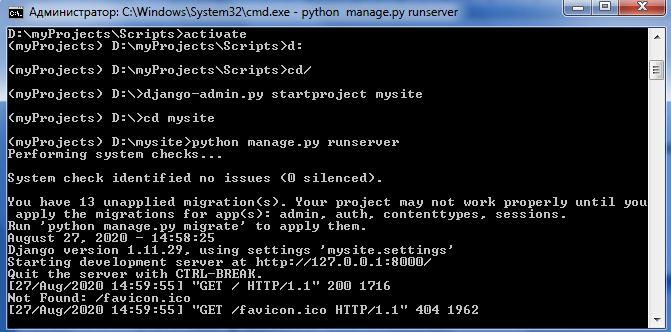 Администратор: C:\Windows\System32\cmd.exe - python manage.py runserver
D:\myProjects\Scripts>activate
(myProjects) D:\myProjects\Scripts>d:
(myProjects) D:\myProjects\Scripts>cd/
(myProjects) D:\>django-admin.py startproject mysite
(myProjects) D:\>cd mysite
(myProjects) D:\mysite>python manage.py runserver
Performing system checks...
System check identified no issues (0 silenced).
You have 13 unapplied migration(s). Your project may not work properly until you
apply the migrations for app(s): admin, auth, contenttypes, sessions.
Run 'python manage.py migrate' to apply them.
August 27, 2020 - 14:58:25
Django version 1.11.29, using settings 'mysite.settings'
Starting development server at http://127.0.0.1:8000/
Quit the server with CTRL-BREAK.
[27/Aug/2020 14:59:55] "GET / HTTP/1.1" 200 1716
Not Found: /favicon.ico
[27/Aug/2020 14:59:55] "GET /favicon.ico HTTP/1.1" 404 1962